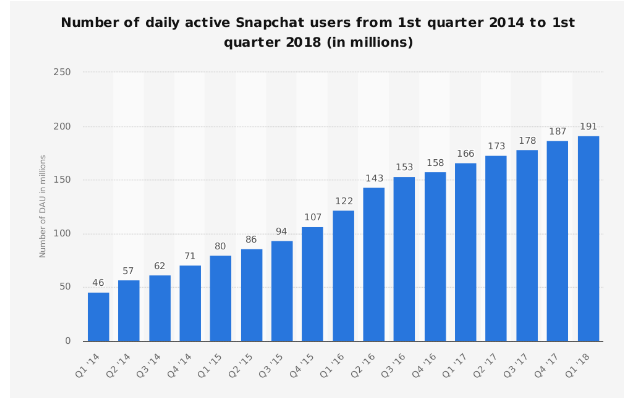 Number of daily active Snapchat users from 1st quarter 2014 to 1st
quarter 2018 (in millions)
Number of DAU in millions
250
200
150
100
50
0
46
57
62
71
80
86
94
107
122
143
153
158
166
173
178
187
191
Q1 '14
Q2 '14
Q3 '14
Q4 '14
Q1 '15
Q2 '15
Q3 '15
Q4 '15
Q1 '16
Q2 '16
Q3 '16
Q4 '16
Q1 '17
Q2 '17
Q3 '17
Q4 '17
Q1 '18